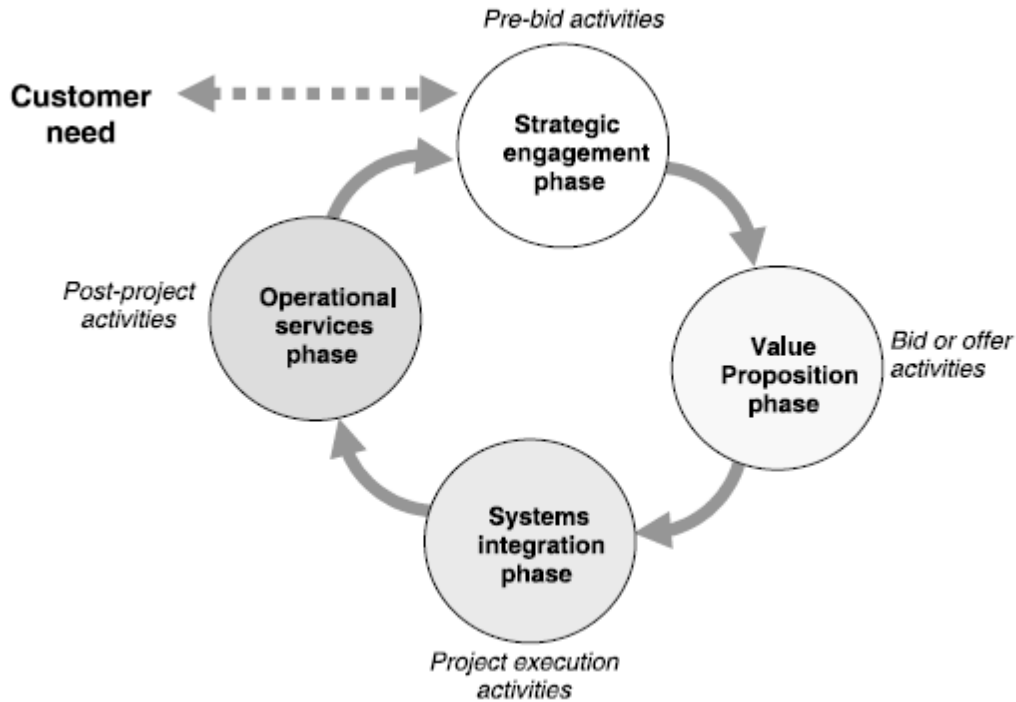 Pre-bid activities
Customer
need
Strategic
engagement
phase
Post-project
activities
Operational
services
phase
Value
Proposition
phase
Bid or offer
activities
Systems
integration
phase
Project execution
activities